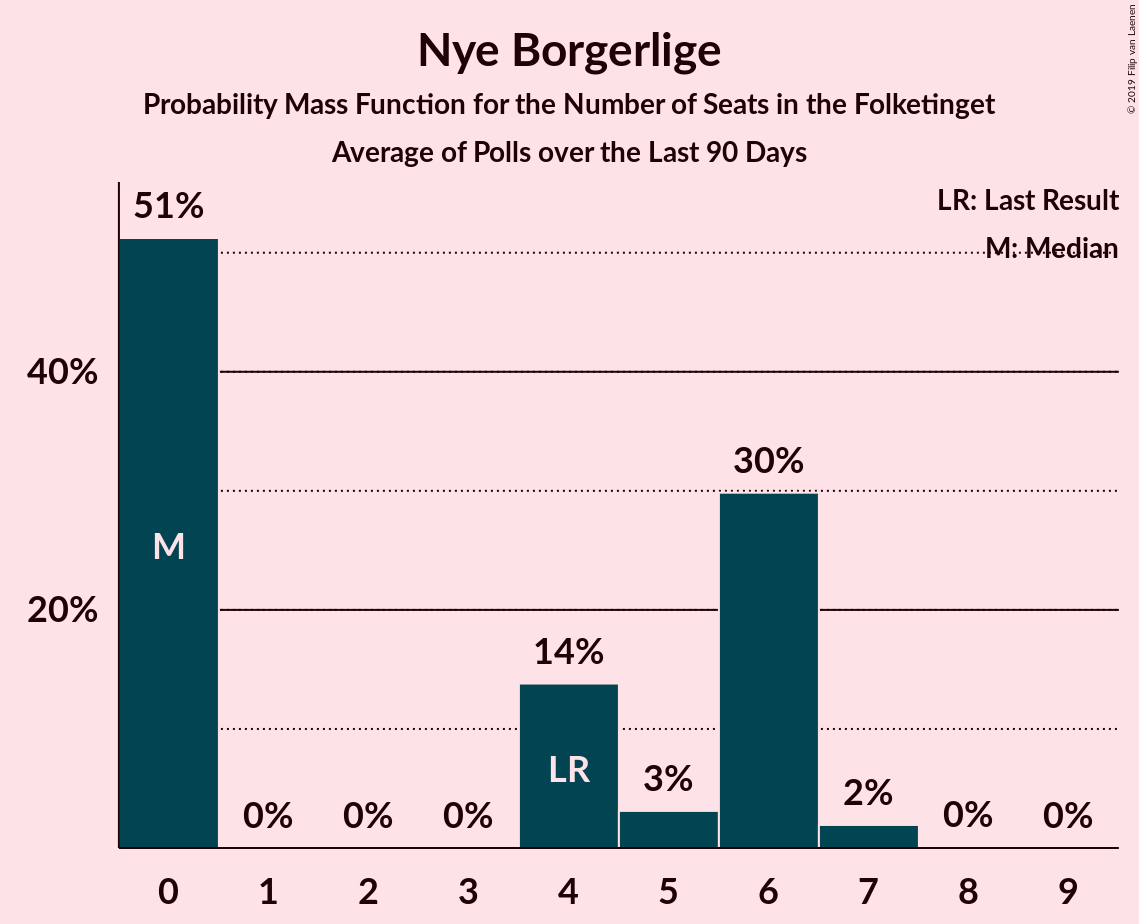 Nye Borgerlige
Probability Mass Function for the Number of Seats in the Folketinget
Average of Polls over the Last 90 Days
© 2019 Filip van Laenen
LR: Last Result
M: Median
51%
40%
20%
M
0%
0%
0%
14%
LR
3%
30%
2%
0%
0%
0 1 2 3 4 5 6 7 8 9